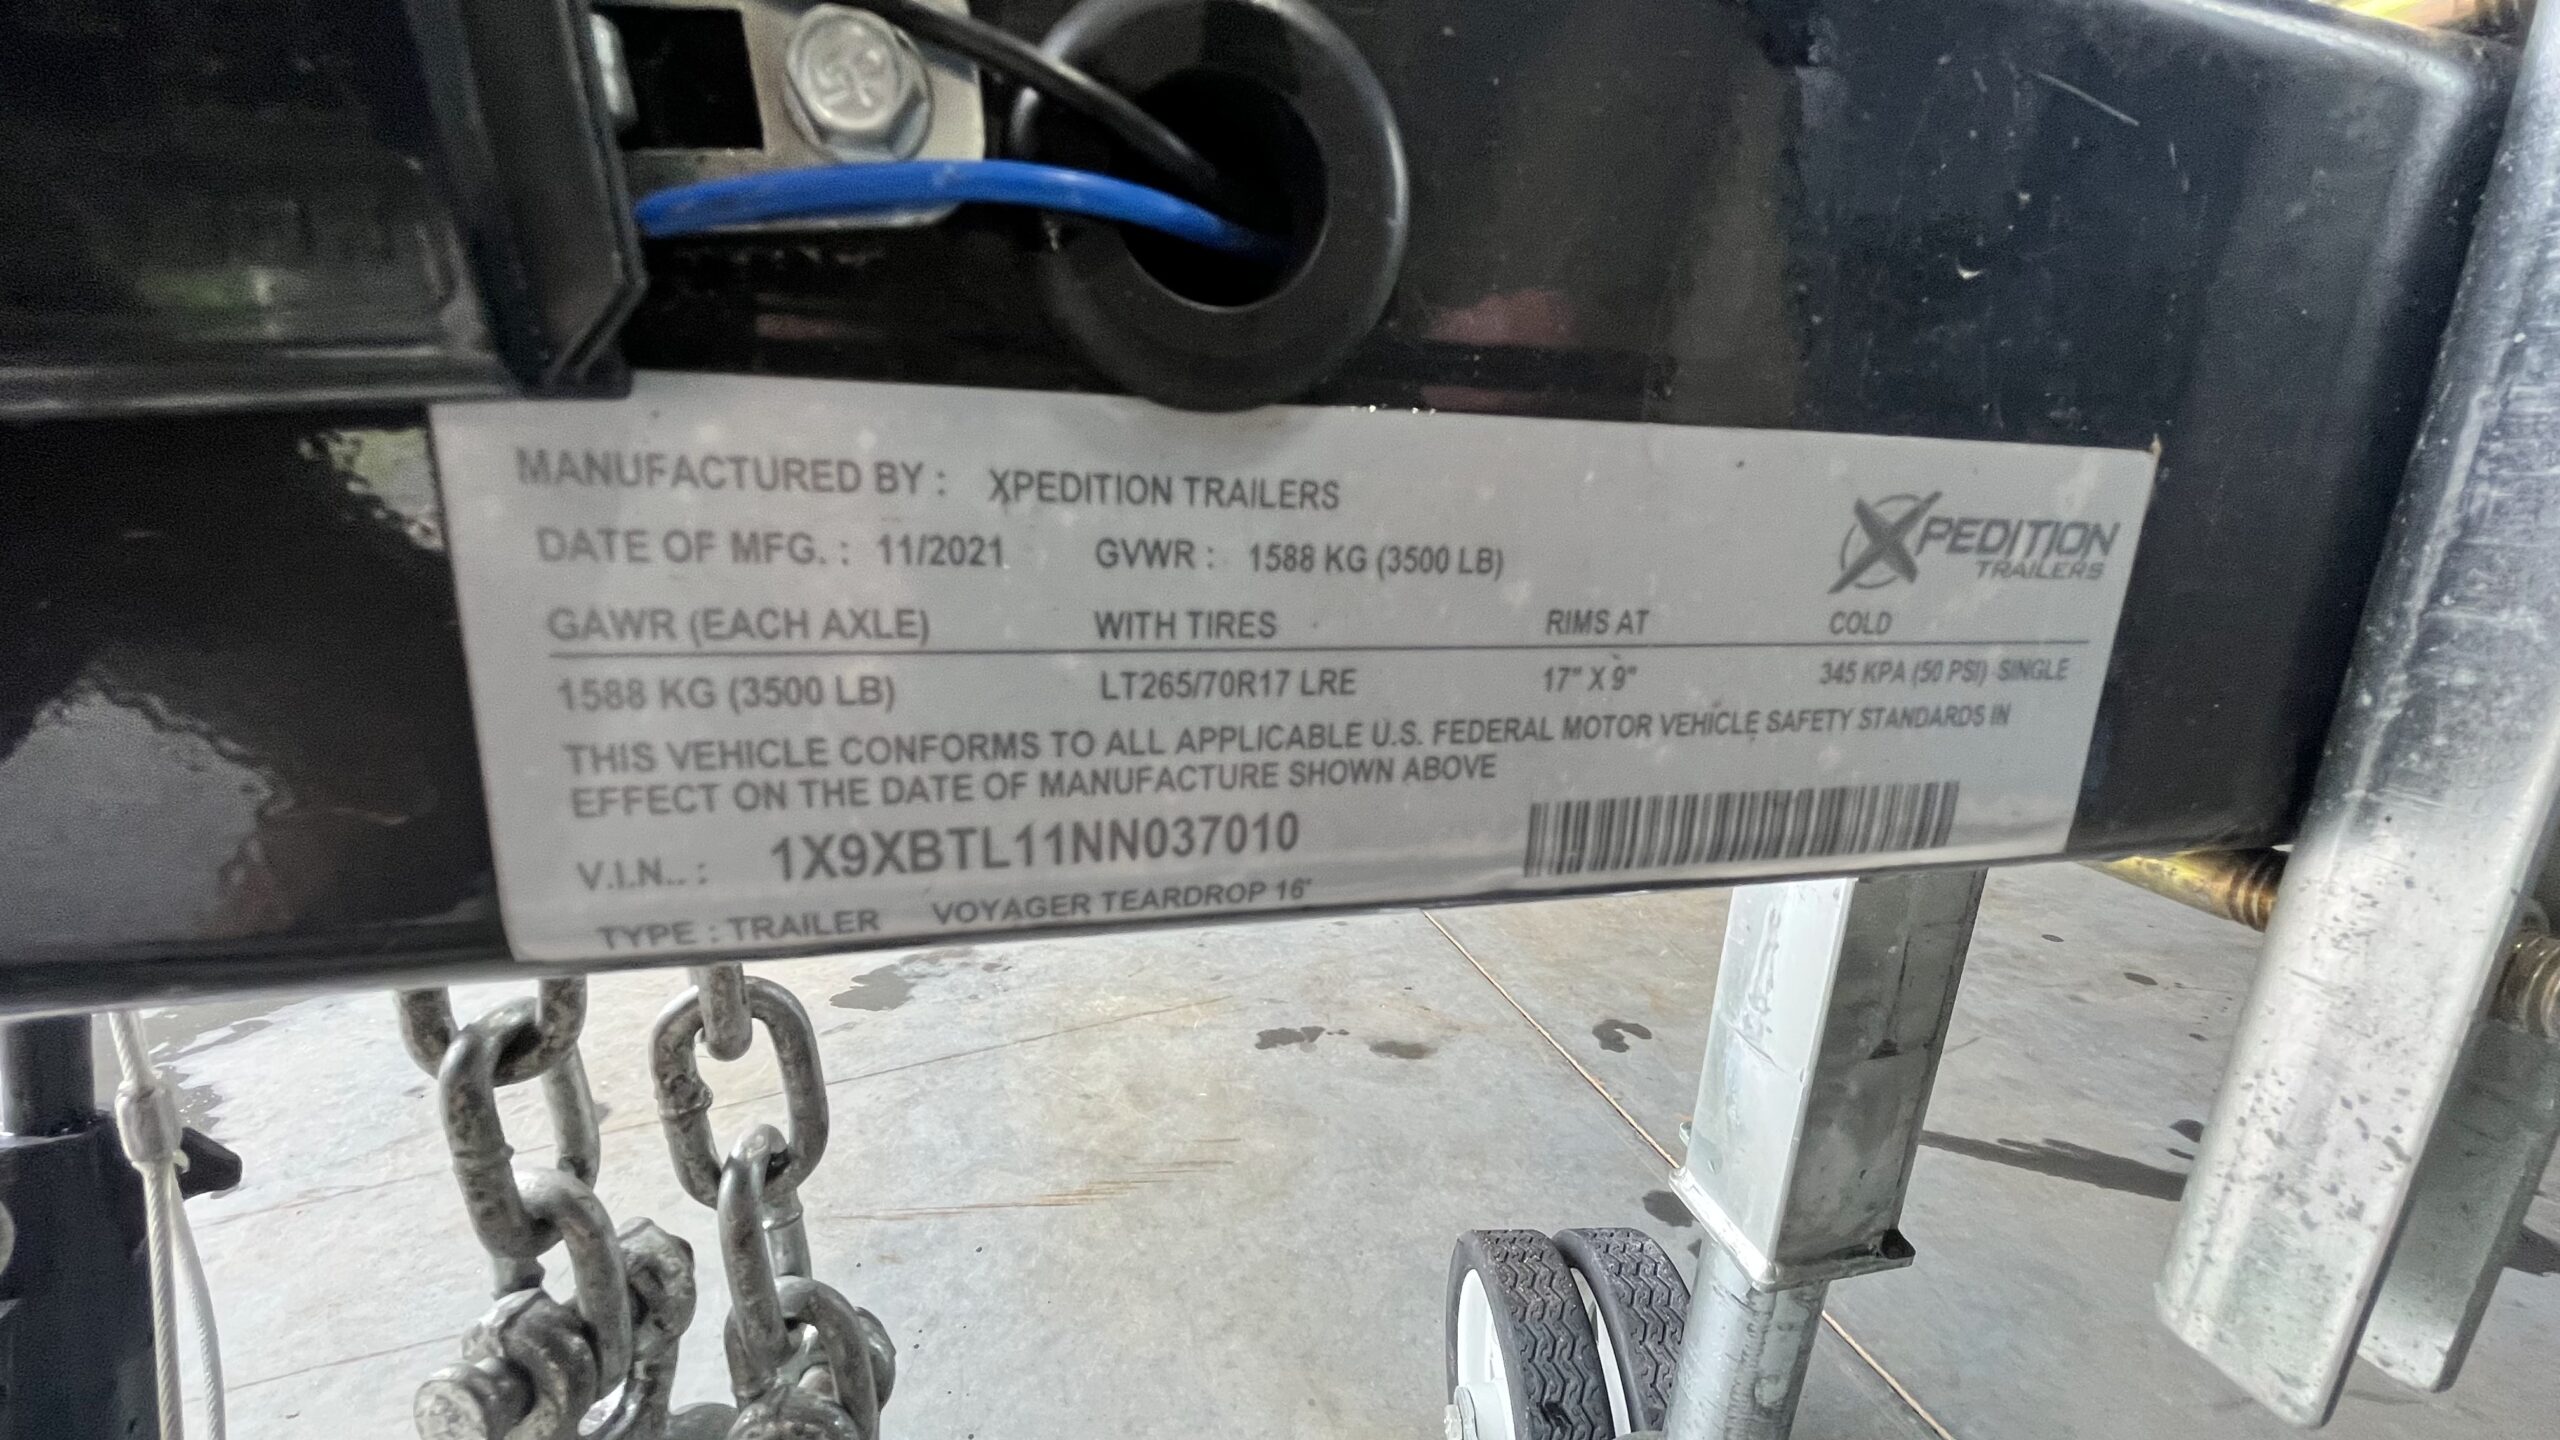 MANUFACTURED BY : XPEDITION TRAILERS
DATE OF MFG. : 11/2021 GVWR : 1588 KG (3500 LB)
XPEDITION
TRAILERS
GAWR (EACH AXLE) WITH TIRES RIMS AT COLD
1588 KG (3500 LB) LT265/70R17 LRE 17" X 9" 345 KPA (50 PSI) SINGLE
THIS VEHICLE CONFORMS TO ALL APPLICABLE U.S. FEDERAL MOTOR VEHICLE SAFETY STANDARDS IN
EFFECT ON THE DATE OF MANUFACTURE SHOWN ABOVE
V.I.N.. : 1X9XBTL11NN037010
TYPE : TRAILER VOYAGER TEARDROP 16'